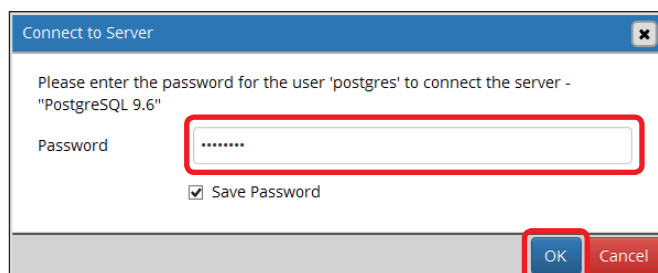 Connect to Server
Please enter the password for the user 'postgres' to connect the server -
"PostgreSQL 9.6"
Password
••••••••
Save Password
OK
Cancel